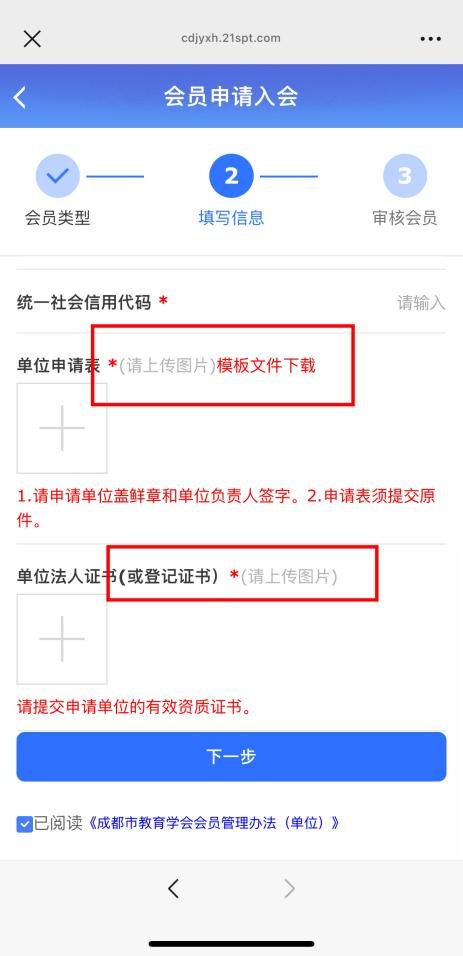 cdjyxh.21spt.com
会员申请入会
2
3
会员类型
填写信息
审核会员
统一社会信用代码 *
请输入
单位申请表 *(请上传图片)模板文件下载
1.请申请单位盖鲜章和单位负责人签字。2.申请表须提交原
件。
单位法人证书(或登记证书） *(请上传图片)
请提交申请单位的有效资质证书。
下一步
已阅读《成都市教育学会会员管理办法（单位）》